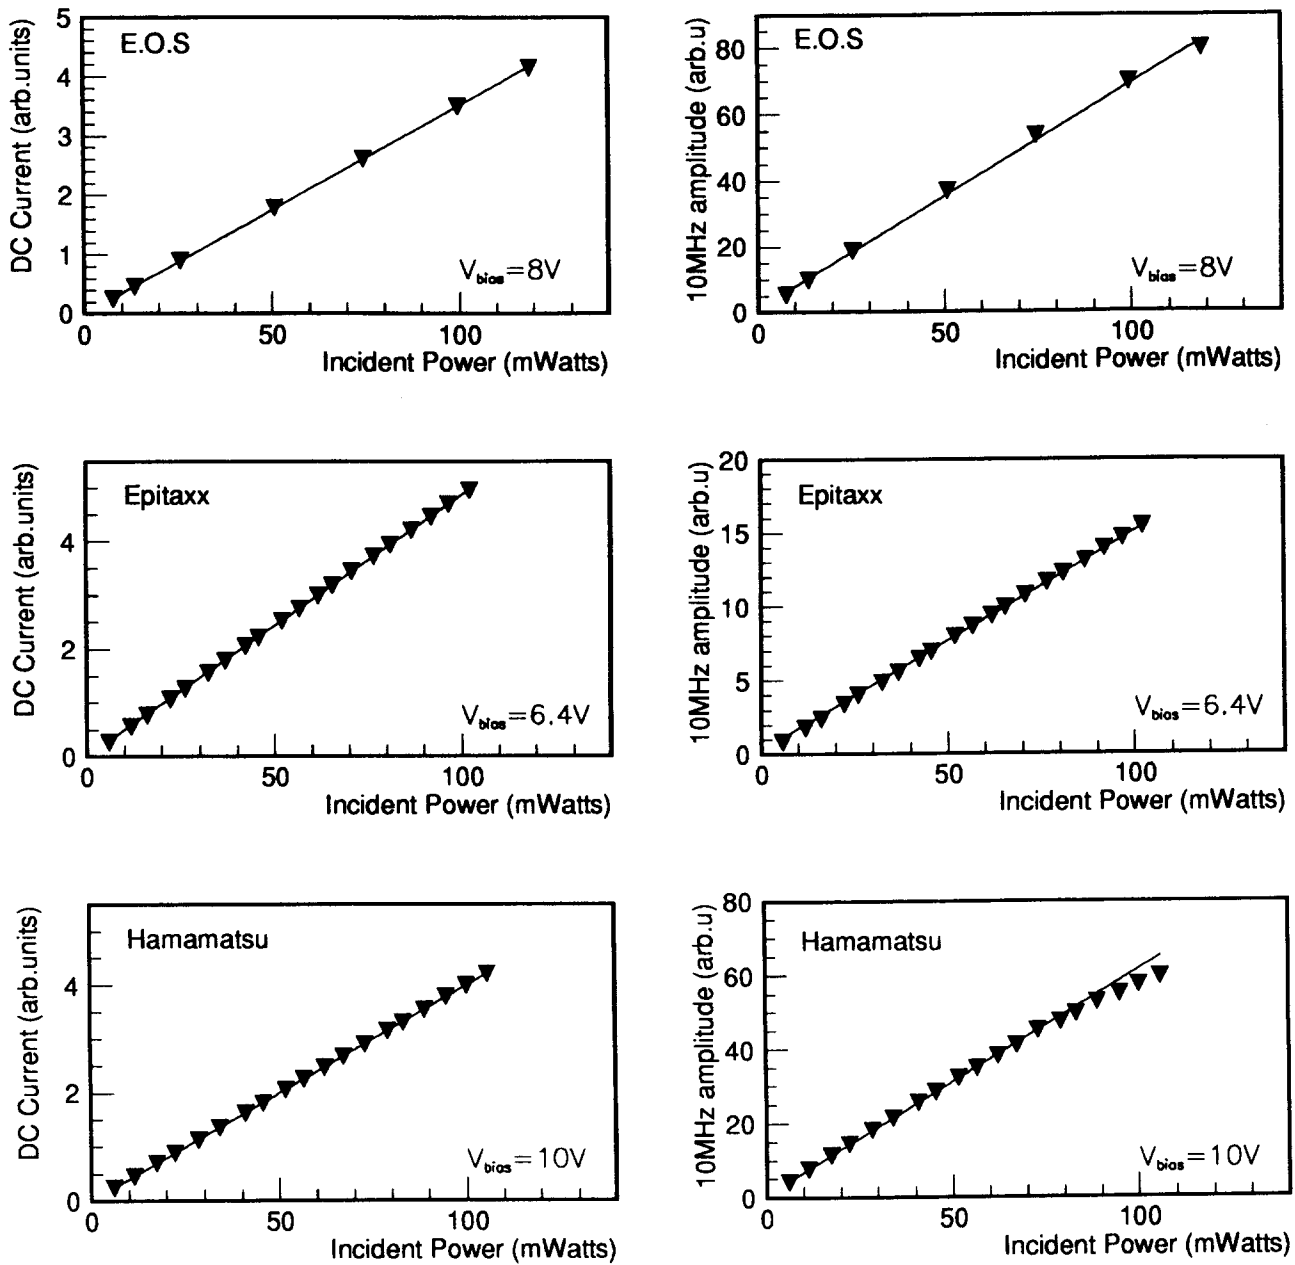 E.O.S
DC Current (arb.units)
5
4
3
2
1
0
V_bias=8V
0 50 100
Incident Power (mWatts)
E.O.S
10MHz amplitude (arb.u)
80
60
40
20
0
V_bias=8V
0 50 100
Incident Power (mWatts)
Epitaxx
DC Current (arb.units)
4
2
0
V_bias=6.4V
0 50 100
Incident Power (mWatts)
Epitaxx
10MHz amplitude (arb.u)
20
15
10
5
0
V_bias=6.4V
0 50 100
Incident Power (mWatts)
Hamamatsu
DC Current (arb.units)
4
2
0
V_bias=10V
0 50 100
Incident Power (mWatts)
Hamamatsu
10MHz amplitude (arb.u)
80
60
40
20
0
V_bias=10V
0 50 100
Incident Power (mWatts)